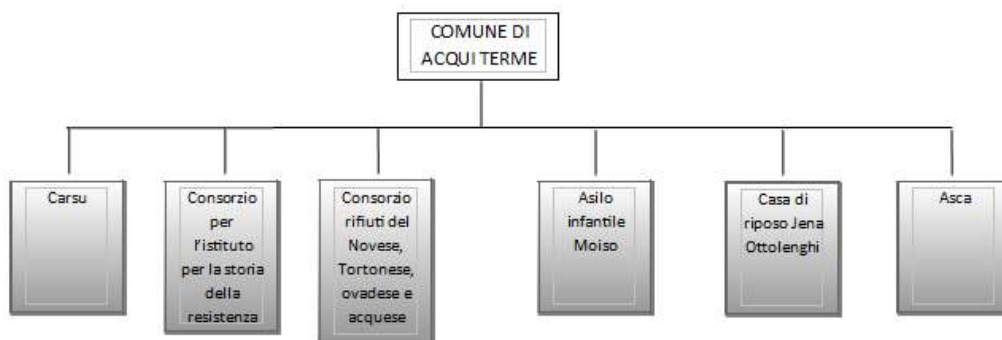 COMUNE DI
ACQUI TERME
Carsu
Consorzio
per
l'istituto
per la storia
della
resistenza
Consorzio
rifiuti del
Novese,
Tortonese,
ovadese e
acquese
Asilo
infantile
Moiso
Casa di
riposo Jena
Ottolenghi
Asca